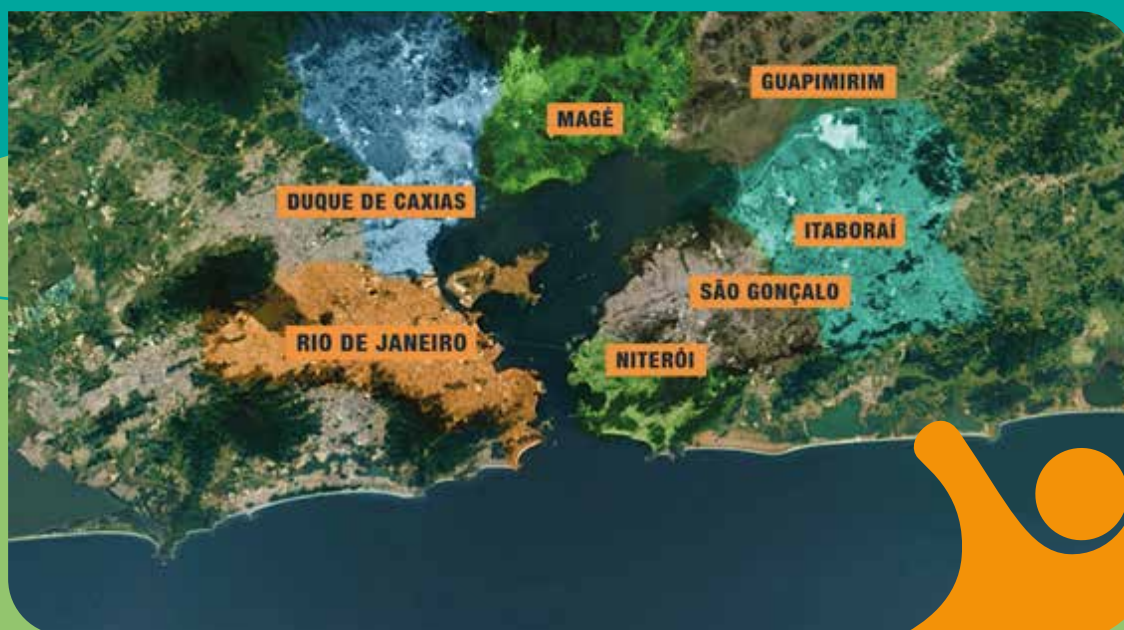 GUAPIMIRIM
MAGÉ
DUQUE DE CAXIAS
ITABORAÍ
SÃO GONÇALO
RIO DE JANEIRO
NITERÓI